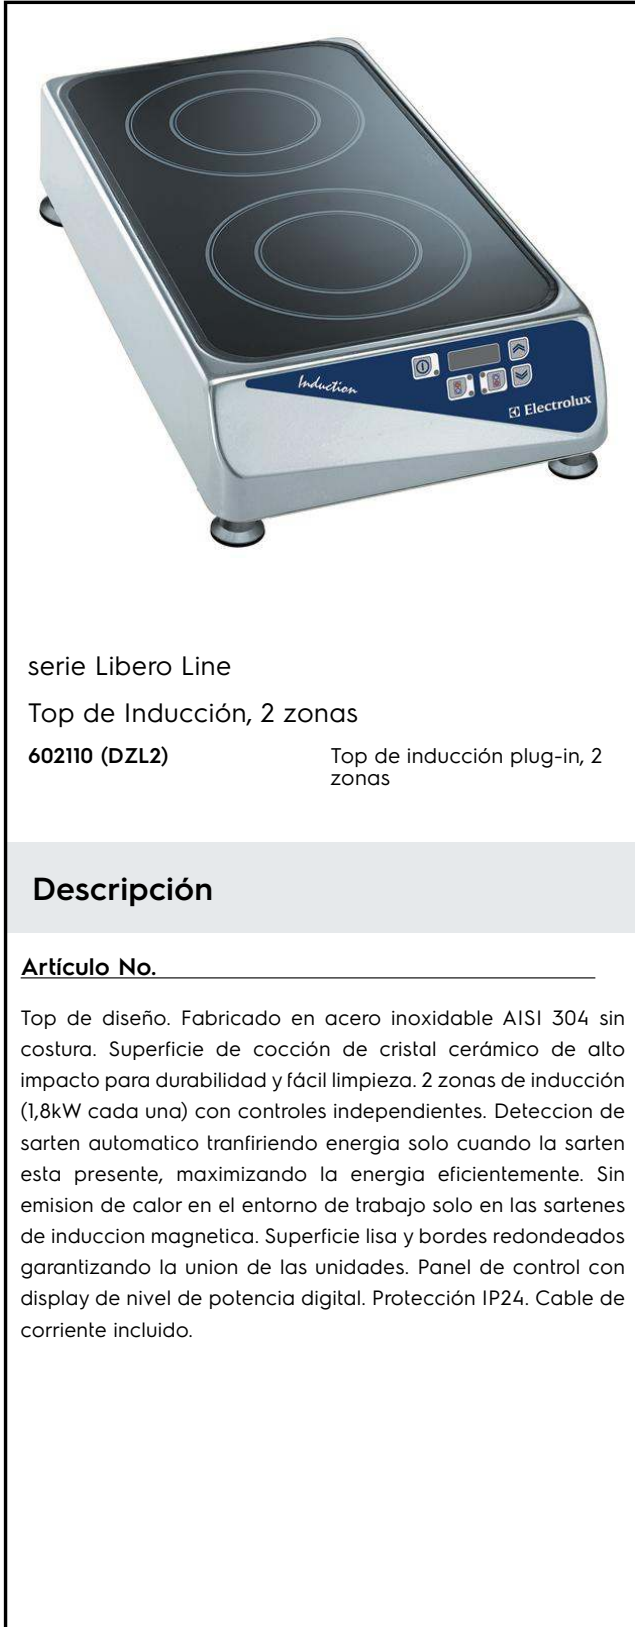 Induction
Electrolux
serie Libero Line
Top de Inducción, 2 zonas
602110 (DZL2)
Top de inducción plug-in, 2
zonas
Descripción
Artículo No.
Top de diseño. Fabricado en acero inoxidable AISI 304 sin
costura. Superficie de cocción de cristal cerámico de alto
impacto para durabilidad y fácil limpieza. 2 zonas de inducción
(1,8kW cada una) con controles independientes. Deteccion de
sarten automatico tranfiriendo energia solo cuando la sarten
esta presente, maximizando la energia eficientemente. Sin
emision de calor en el entorno de trabajo solo en las sartenes
de induccion magnetica. Superficie lisa y bordes redondeados
garantizando la union de las unidades. Panel de control con
display de nivel de potencia digital. Protección IP24. Cable de
corriente incluido.